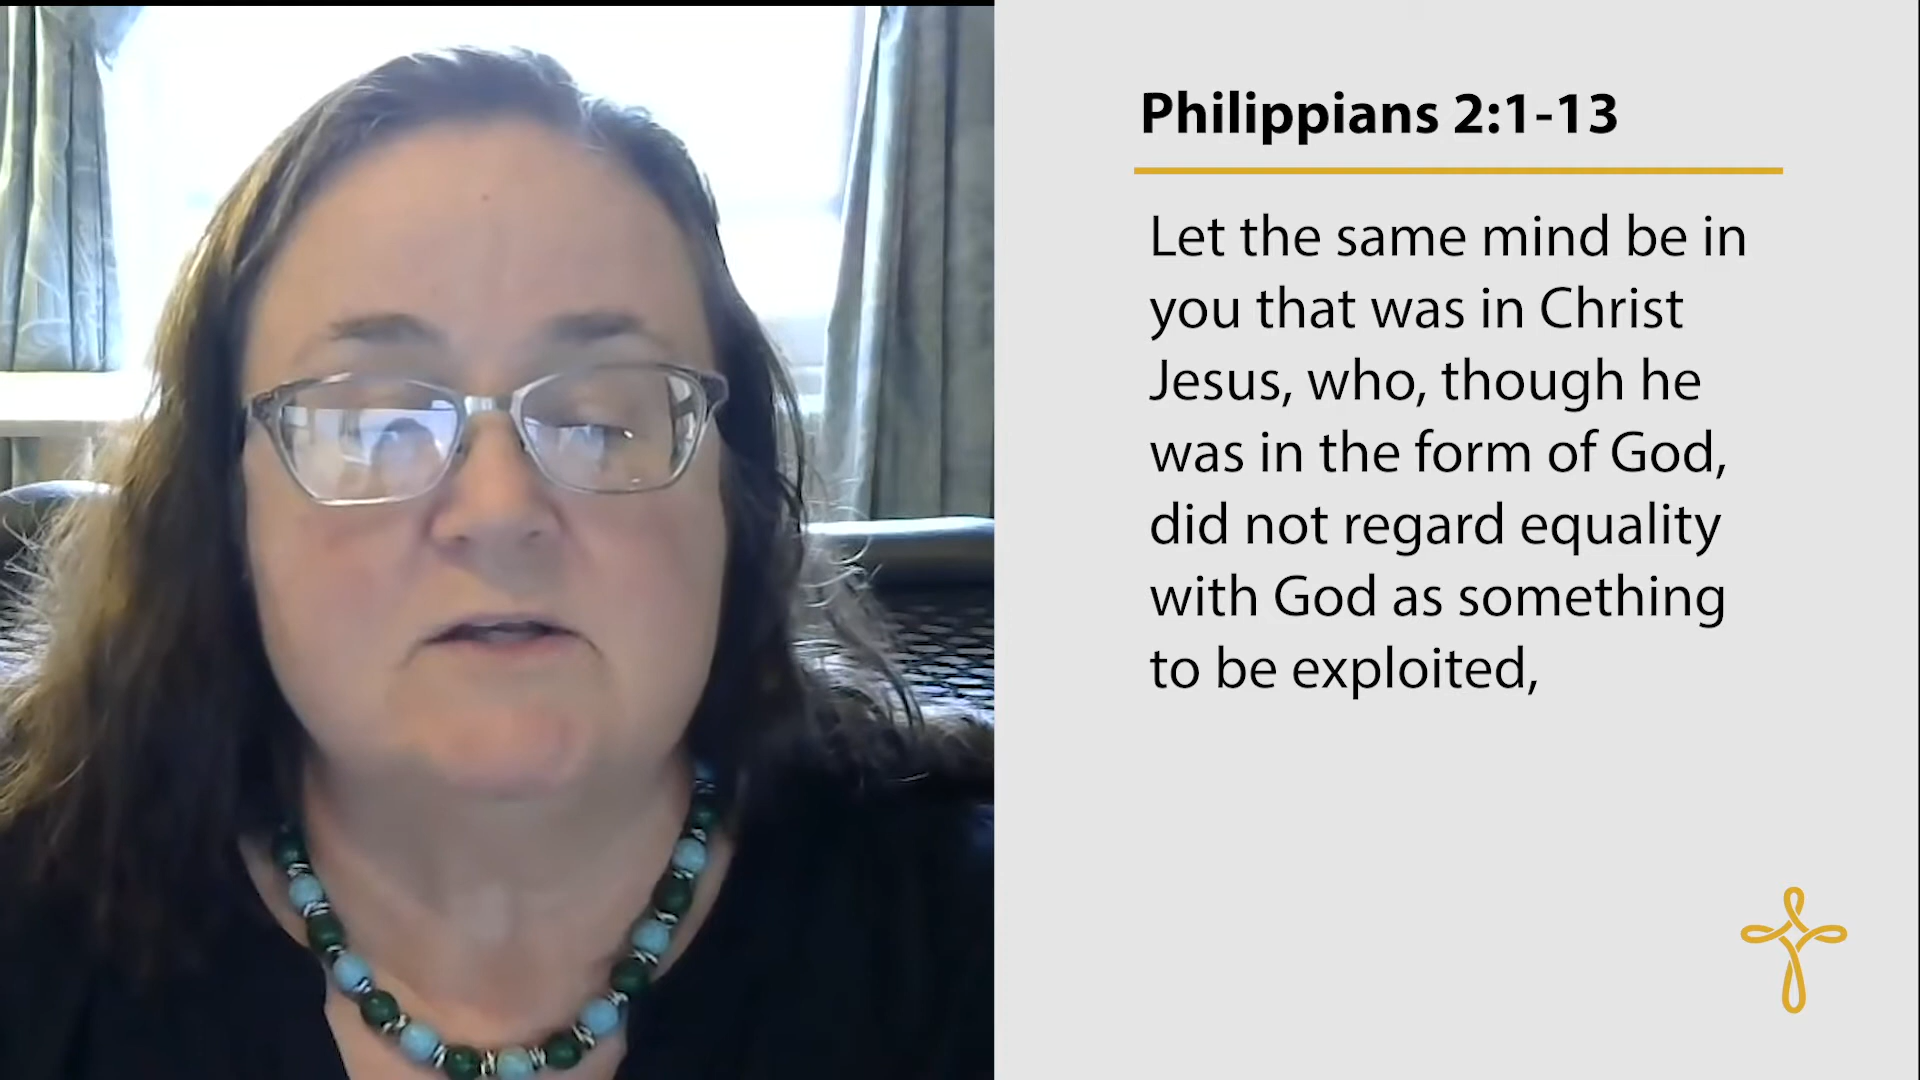 Philippians 2:1-13
Let the same mind be in
you that was in Christ
Jesus, who, though he
was in the form of God,
did not regard equality
with God as something
to be exploited,